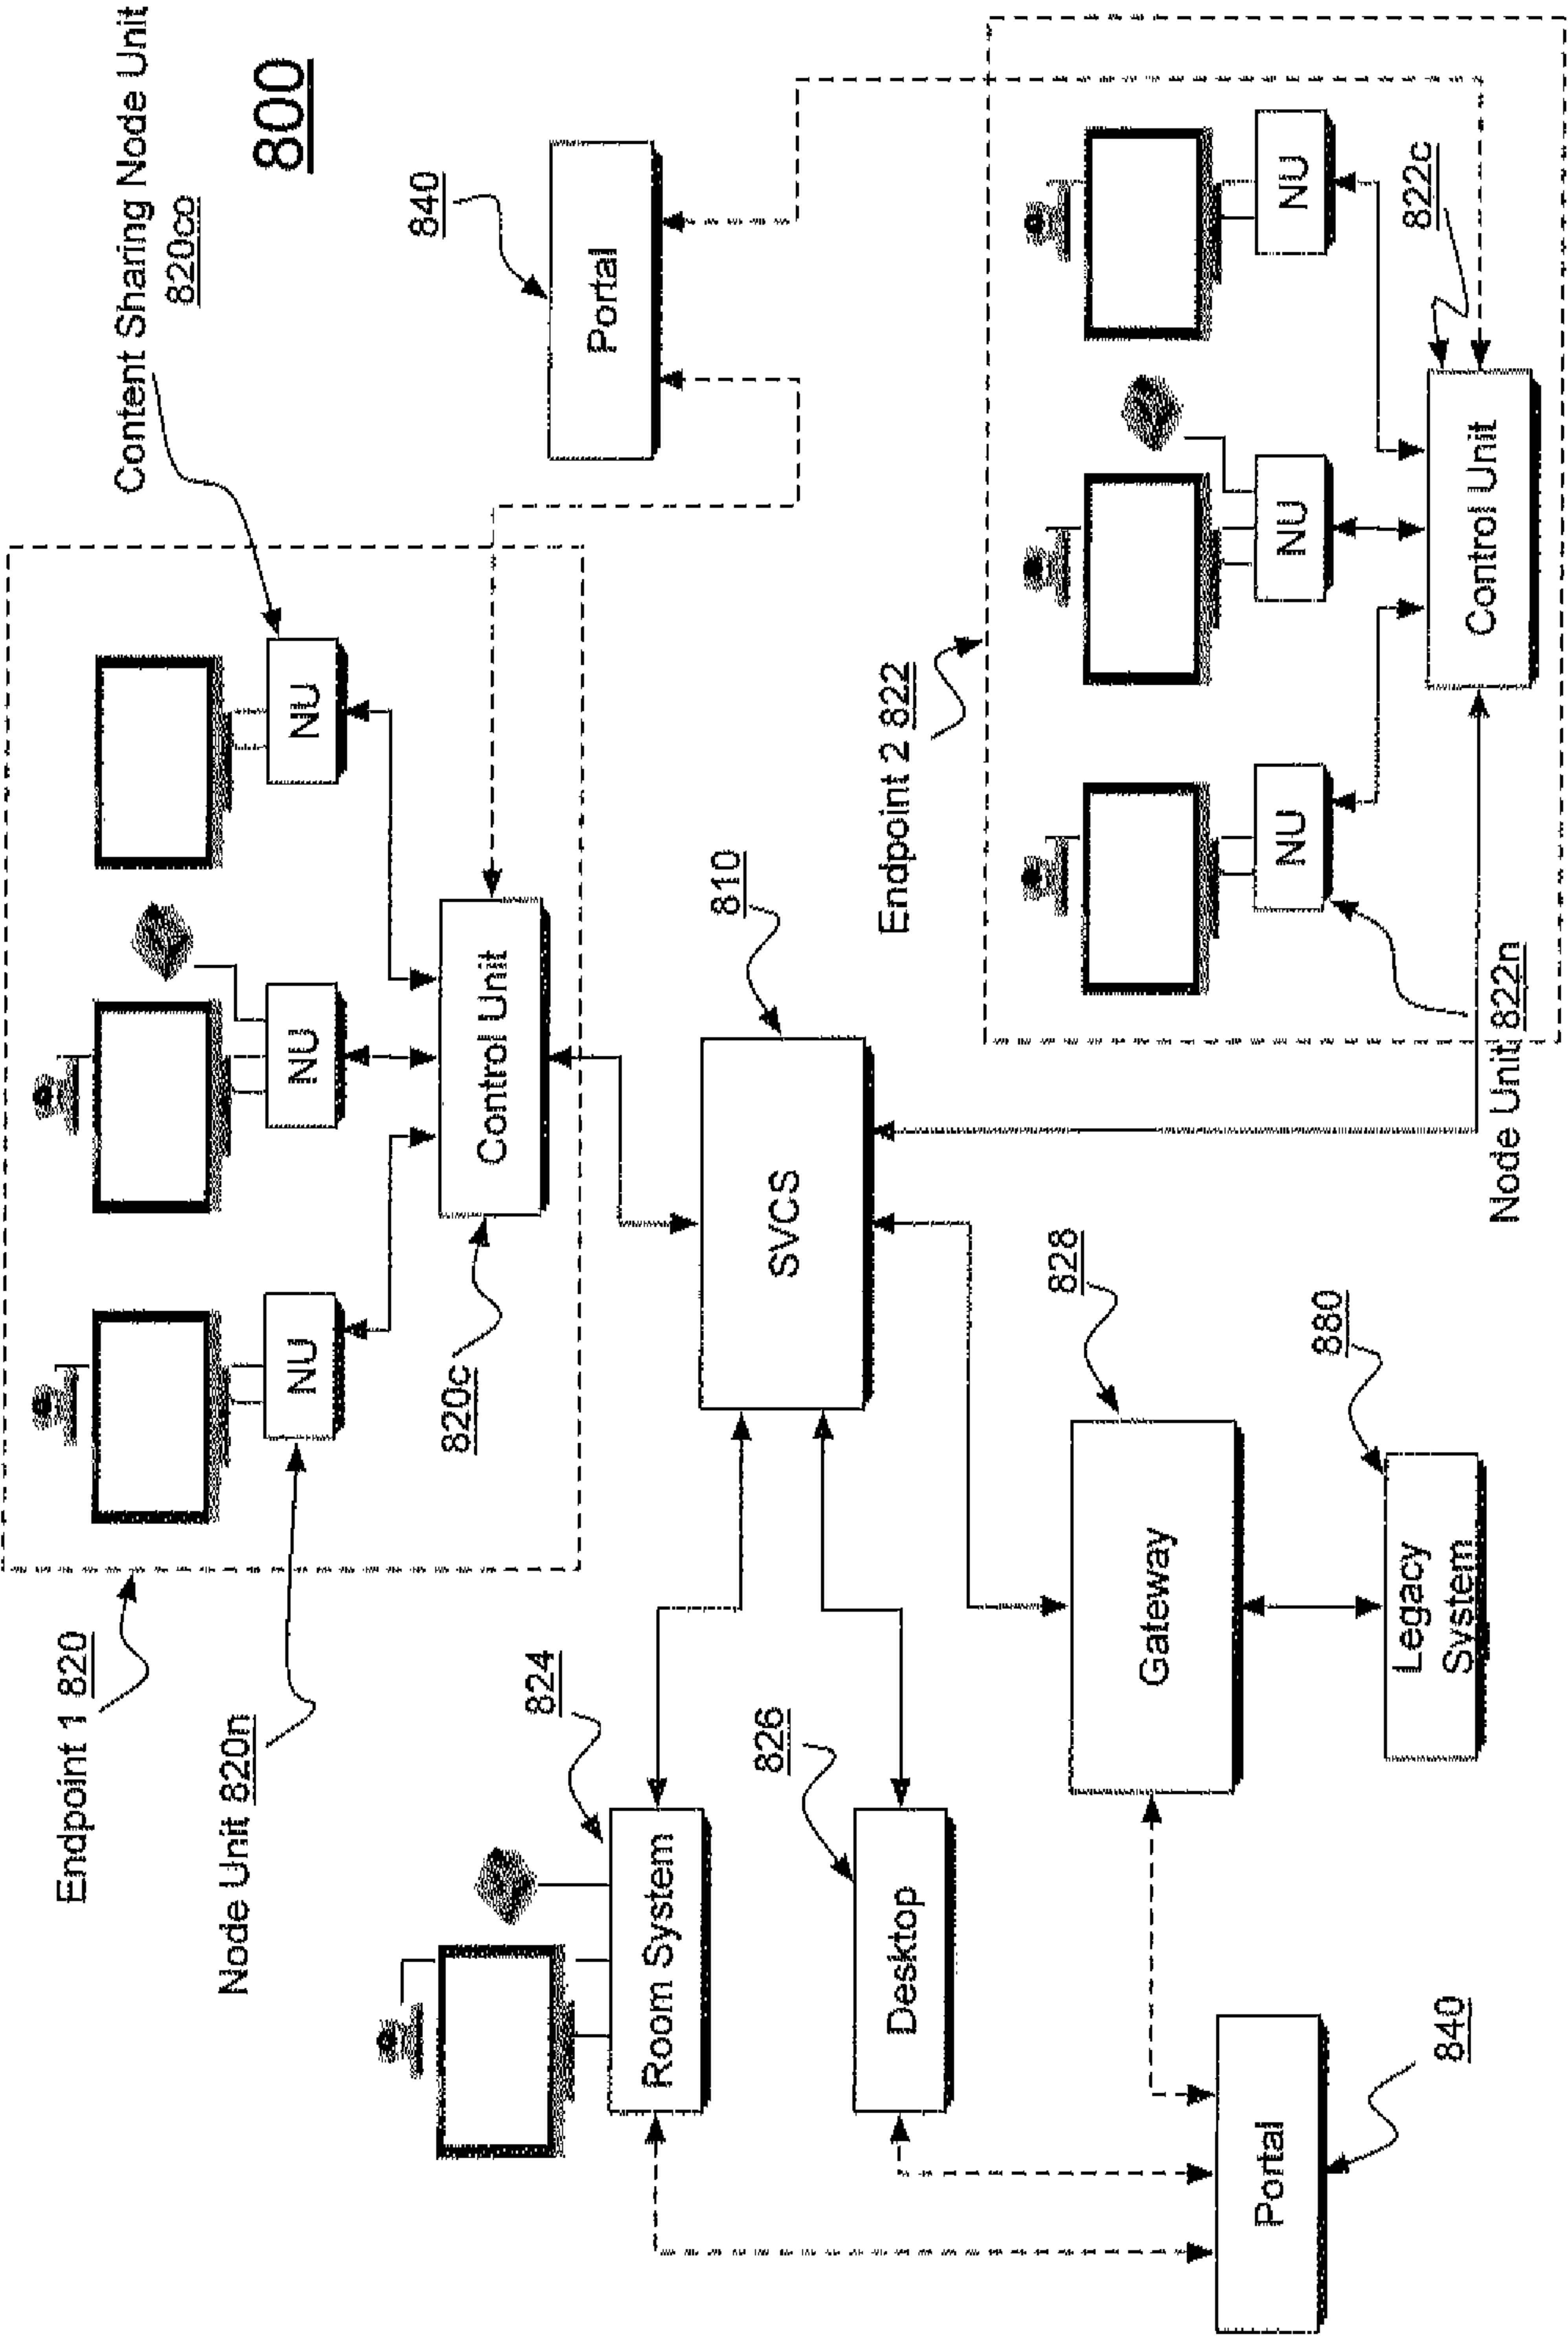 800
Endpoint 1 820
Node Unit 820n
Content Sharing Node Unit
820co
NU
NU
NU
Control Unit
820c
Portal
840
824
Room System
826
Desktop
SVCS
810
Endpoint 2 822
NU
NU
NU
Control Unit
822c
Node Unit 822n
828
Gateway
880
Legacy
System
Portal
840